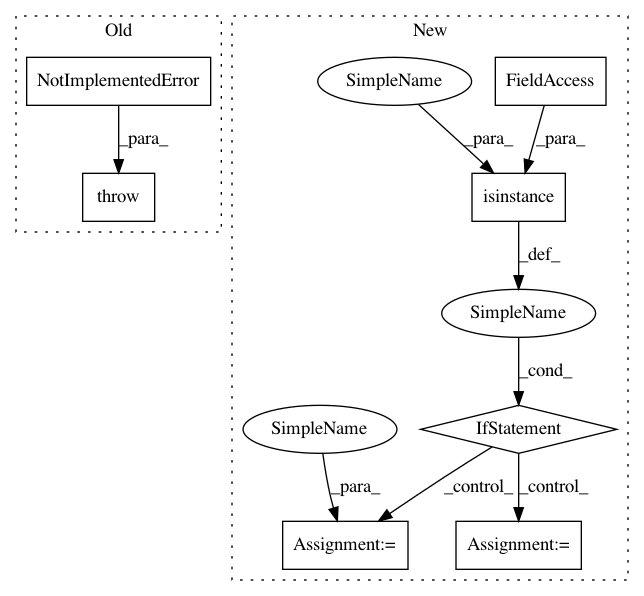 Old
New
NotImplementedError
SimpleName
FieldAccess
_para_
_para_
_para_
throw
isinstance
_def_
SimpleName
_cond_
SimpleName
IfStatement
_para_
_control_
_control_
Assignment:=
Assignment:=